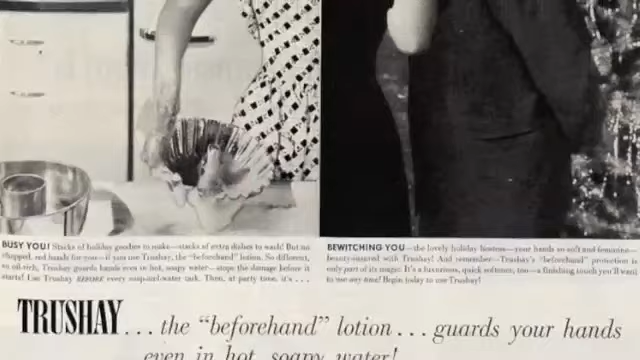 BUSY YOU! Stacks of holiday goodies to make—stacks of extra dishes to wash! But no
chapped, red hands for you—if you use Trushay, the "beforehand" lotion. So different,
so oil-rich, Trushay guards hands even in hot, soapy water—stops the damage before it
starts! Use Trushay BEFORE every soap-and-water task. Then, at party time, it's...
BEWITCHING YOU—the lovely holiday hostess—your hands so soft and feminine—
beauty-insured with Trushay! And remember—Trushay's "beforehand" protection is
only part of its magic. It's a luxurious, quick softener, too—a finishing touch you'll want
to use any time! Begin today to use Trushay!
TRUSHAY... the "beforehand" lotion... guards your hands
even in hot, soapy water!